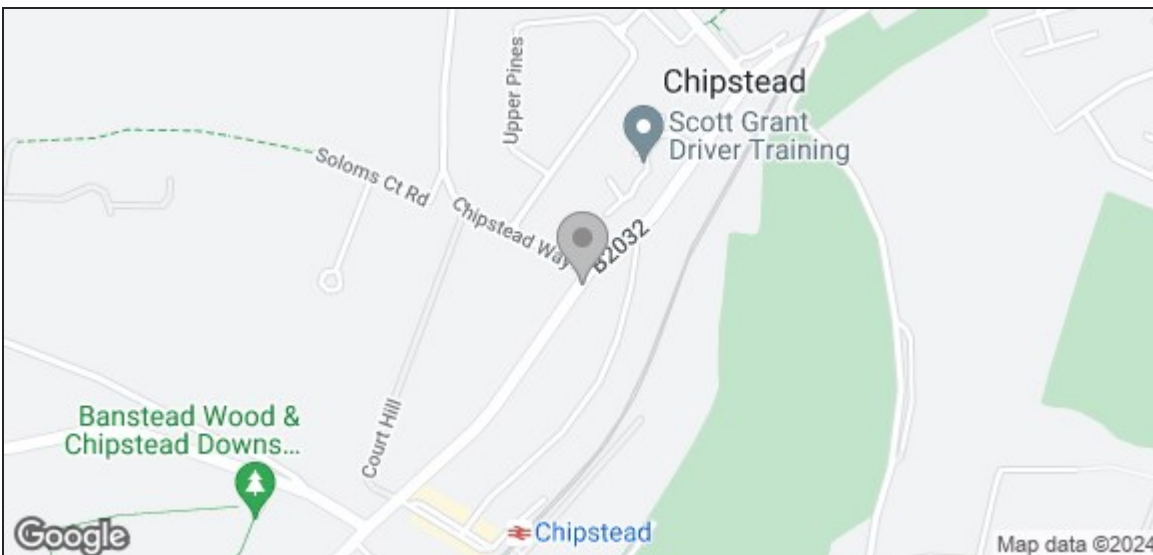 Upper Pines
Chipstead
Scott Grant
Driver Training
Soloms Ct Rd
Chipstead Way
B2032
Banstead Wood &
Chipstead Downs...
Court Hill
Chipstead
Google
Map data ©2024